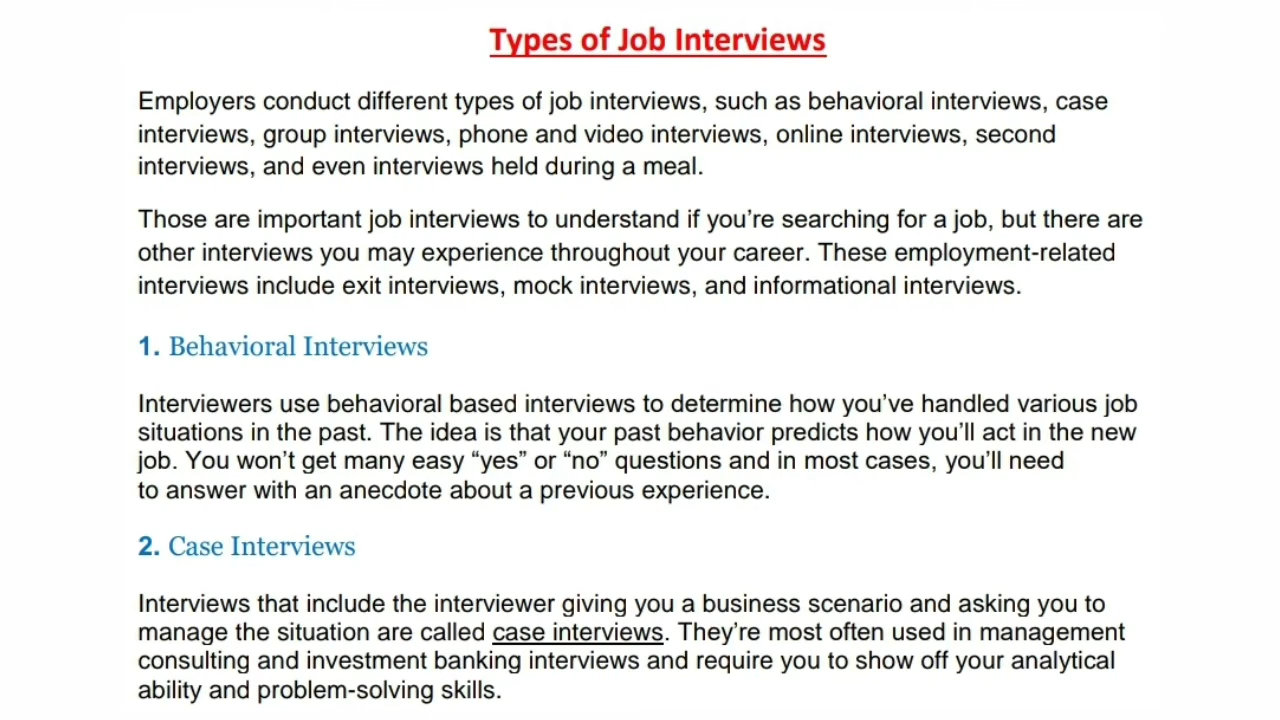 Types of Job Interviews
Employers conduct different types of job interviews, such as behavioral interviews, case
interviews, group interviews, phone and video interviews, online interviews, second
interviews, and even interviews held during a meal.
Those are important job interviews to understand if you’re searching for a job, but there are
other interviews you may experience throughout your career. These employment-related
interviews include exit interviews, mock interviews, and informational interviews.
1. Behavioral Interviews
Interviewers use behavioral based interviews to determine how you’ve handled various job
situations in the past. The idea is that your past behavior predicts how you’ll act in the new
job. You won’t get many easy “yes” or “no” questions and in most cases, you’ll need
to answer with an anecdote about a previous experience.
2. Case Interviews
Interviews that include the interviewer giving you a business scenario and asking you to
manage the situation are called case interviews. They’re most often used in management
consulting and investment banking interviews and require you to show off your analytical
ability and problem-solving skills.